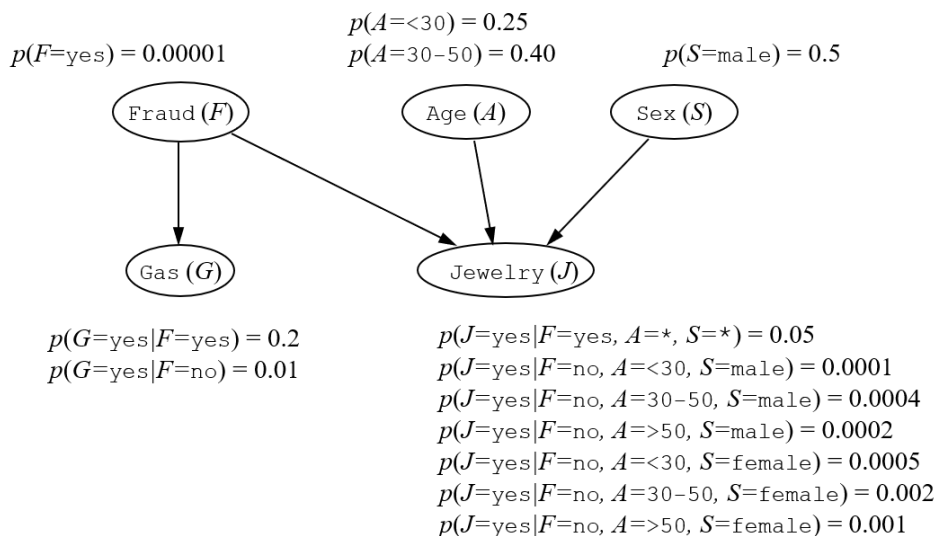 p(A=<30) = 0.25
p(F=yes) = 0.00001
p(A=30-50) = 0.40
p(S=male) = 0.5
Fraud (F)
Age (A)
Sex (S)
Gas (G)
Jewelry (J)
p(G=yes|F=yes) = 0.2
p(G=yes|F=no) = 0.01
p(J=yes|F=yes, A=*, S=*) = 0.05
p(J=yes|F=no, A=<30, S=male) = 0.0001
p(J=yes|F=no, A=30-50, S=male) = 0.0004
p(J=yes|F=no, A=>50, S=male) = 0.0002
p(J=yes|F=no, A=<30, S=female) = 0.0005
p(J=yes|F=no, A=30-50, S=female) = 0.002
p(J=yes|F=no, A=>50, S=female) = 0.001